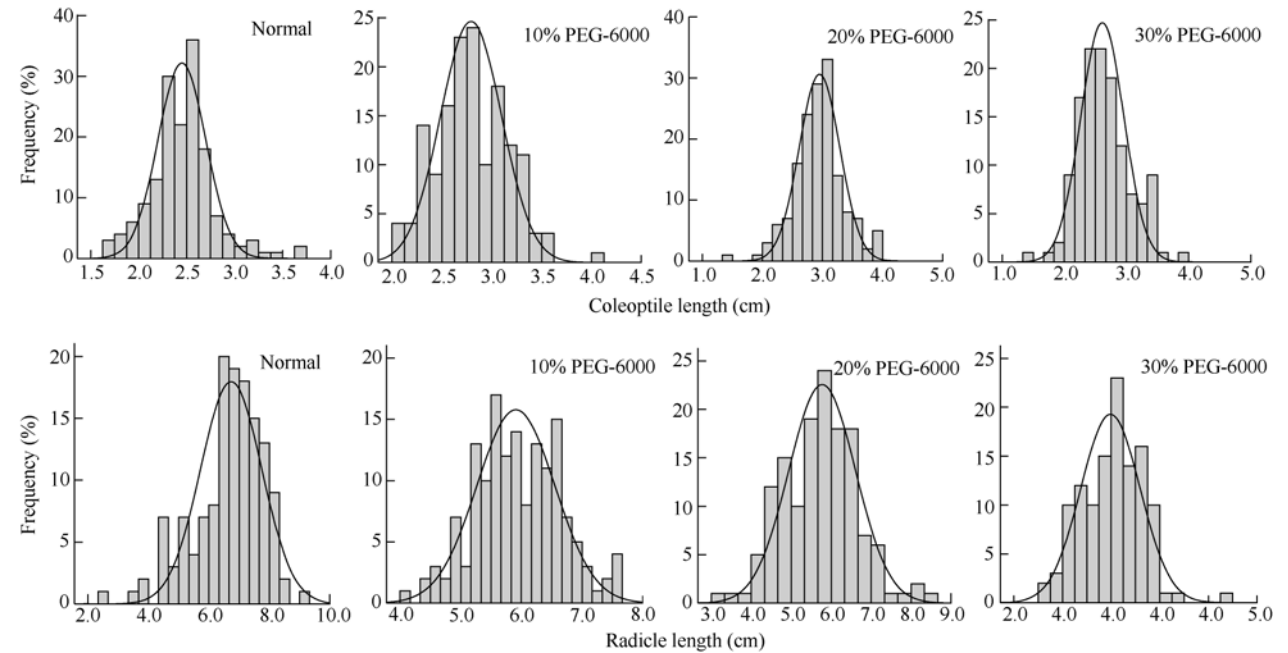 Normal
10% PEG-6000
20% PEG-6000
30% PEG-6000
Frequency (%)
40
30
20
10
0
1.5 2.0 2.5 3.0 3.5 4.0
25
20
15
10
5
0
2.0 2.5 3.0 3.5 4.0 4.5
40
30
20
10
0
1.0 2.0 3.0 4.0 5.0
25
20
15
10
5
0
1.0 2.0 3.0 4.0 5.0
Coleoptile length (cm)
Normal
10% PEG-6000
20% PEG-6000
30% PEG-6000
Frequency (%)
20
15
10
5
0
2.0 4.0 6.0 8.0 10.0
20
15
10
5
0
4.0 5.0 6.0 7.0 8.0
25
20
15
10
5
0
3.0 4.0 5.0 6.0 7.0 8.0 9.0
25
20
15
10
5
0
2.0 4.0 4.0 4.0 5.0
Radicle length (cm)